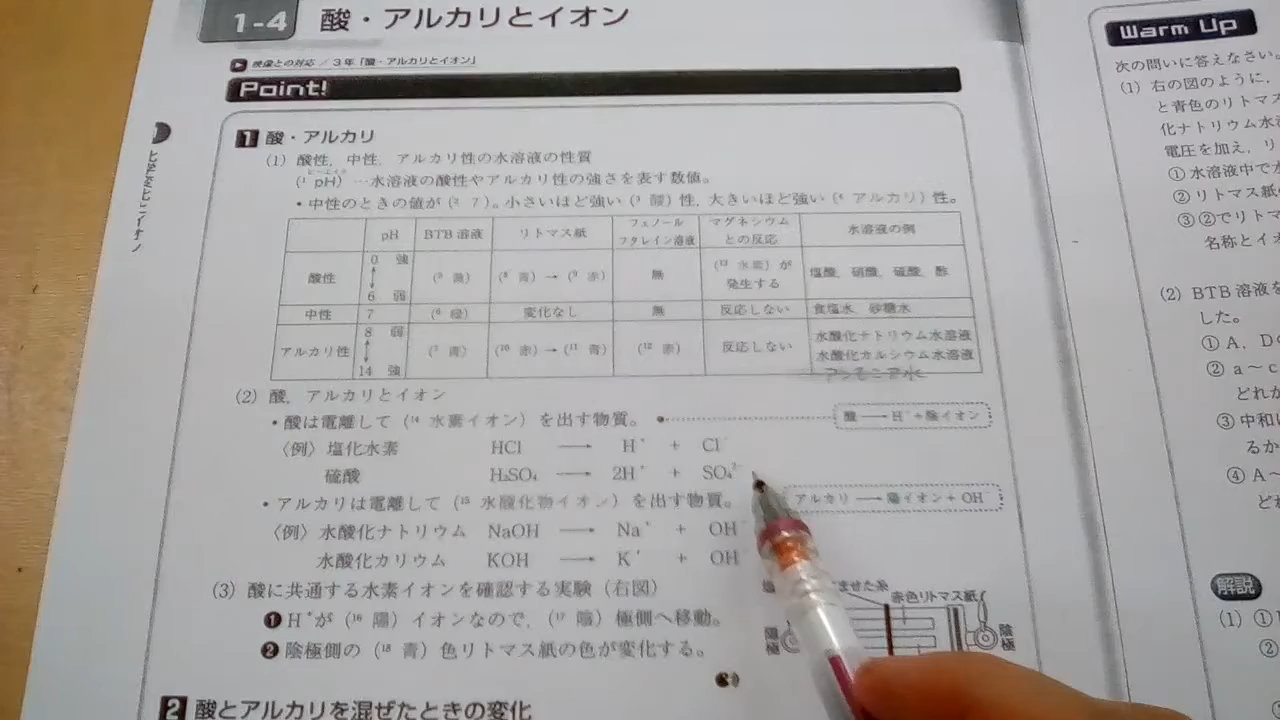 1-4 酸・アルカリとイオン
映像との対応／3年「酸・アルカリとイオン」
Point!
1 酸・アルカリ
(1) 酸性，中性，アルカリ性の水溶液の性質
ピーエイチ
(1 pH)…水溶液の酸性やアルカリ性の強さを表す数値。
・中性のときの値が(2 7)。小さいほど強い(3 酸)性，大きいほど強い(4 アルカリ)性。
pH BTB溶液 リトマス紙 フェノールフタレイン溶液 マグネシウムとの反応 水溶液の例
酸性 0 強 6 弱 (5 黄) (8 青)→(9 赤) 無 (13 水素)が発生する 塩酸，硝酸，硫酸，酢
中性 7 (6 緑) 変化なし 無 反応しない 食塩水，砂糖水
アルカリ性 8 弱 14 強 (7 青) (10 赤)→(11 青) (12 赤) 反応しない 水酸化ナトリウム水溶液 水酸化カルシウム水溶液
アンモニア水
(2) 酸，アルカリとイオン
・酸は電離して(14 水素イオン)を出す物質。 酸→H⁺+陰イオン
〈例〉塩化水素 HCl → H⁺ + Cl⁻
硫酸 H₂SO₄ → 2H⁺ + SO₄²⁻
・アルカリは電離して(15 水酸化物イオン)を出す物質。 アルカリ→陽イオン+OH⁻
〈例〉水酸化ナトリウム NaOH → Na⁺ + OH⁻
水酸化カリウム KOH → K⁺ + OH
(3) 酸に共通する水素イオンを確認する実験（右図）
❶ H⁺が(16 陽)イオンなので，(17 陰)極側へ移動。
❷ 陰極側の(18 青)色リトマス紙の色が変化する。
ませた糸
赤色リトマス紙
陽極
陰極
2 酸とアルカリを混ぜたときの変化
Warm Up
次の問いに答えなさい。
(1) 右の図のように，
と青色のリトマス
化ナトリウム水溶
電圧を加え，リ
① 水溶液中で
② リトマス紙
③ ②でリトマ
名称とイオ
(2) BTB溶液を
した。
① A，D
② a～c
どれか
③ 中和
るか
④ A～
ど
解説
(1) ①
②
(2) ①